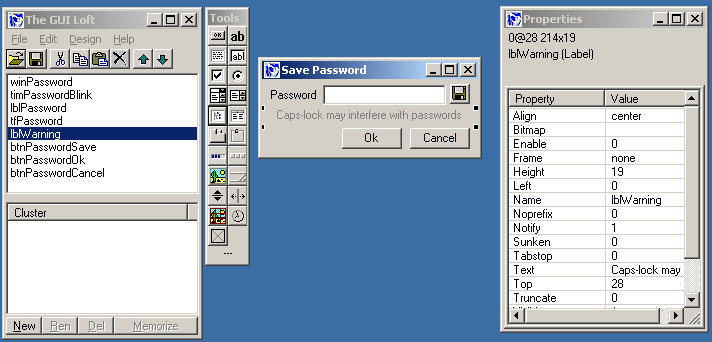 The GUI Loft
File Edit Design Help
winPassword
timPasswordBlink
lblPassword
tfPassword
lblWarning
btnPasswordSave
btnPasswordOk
btnPasswordCancel
Cluster
New Ren Del Memorize
Tools
OK ab
ab
...
Save Password
Password
Caps-lock may interfere with passwords
Ok Cancel
Properties
0@28 214x19
lblWarning (Label)
Property Value
Align center
Bitmap
Enable 0
Frame none
Height 19
Left 0
Name lblWarning
Noprefix 0
Notify 1
Sunken 0
Tabstop 0
Text Caps-lock may
Top 28
Truncate 0